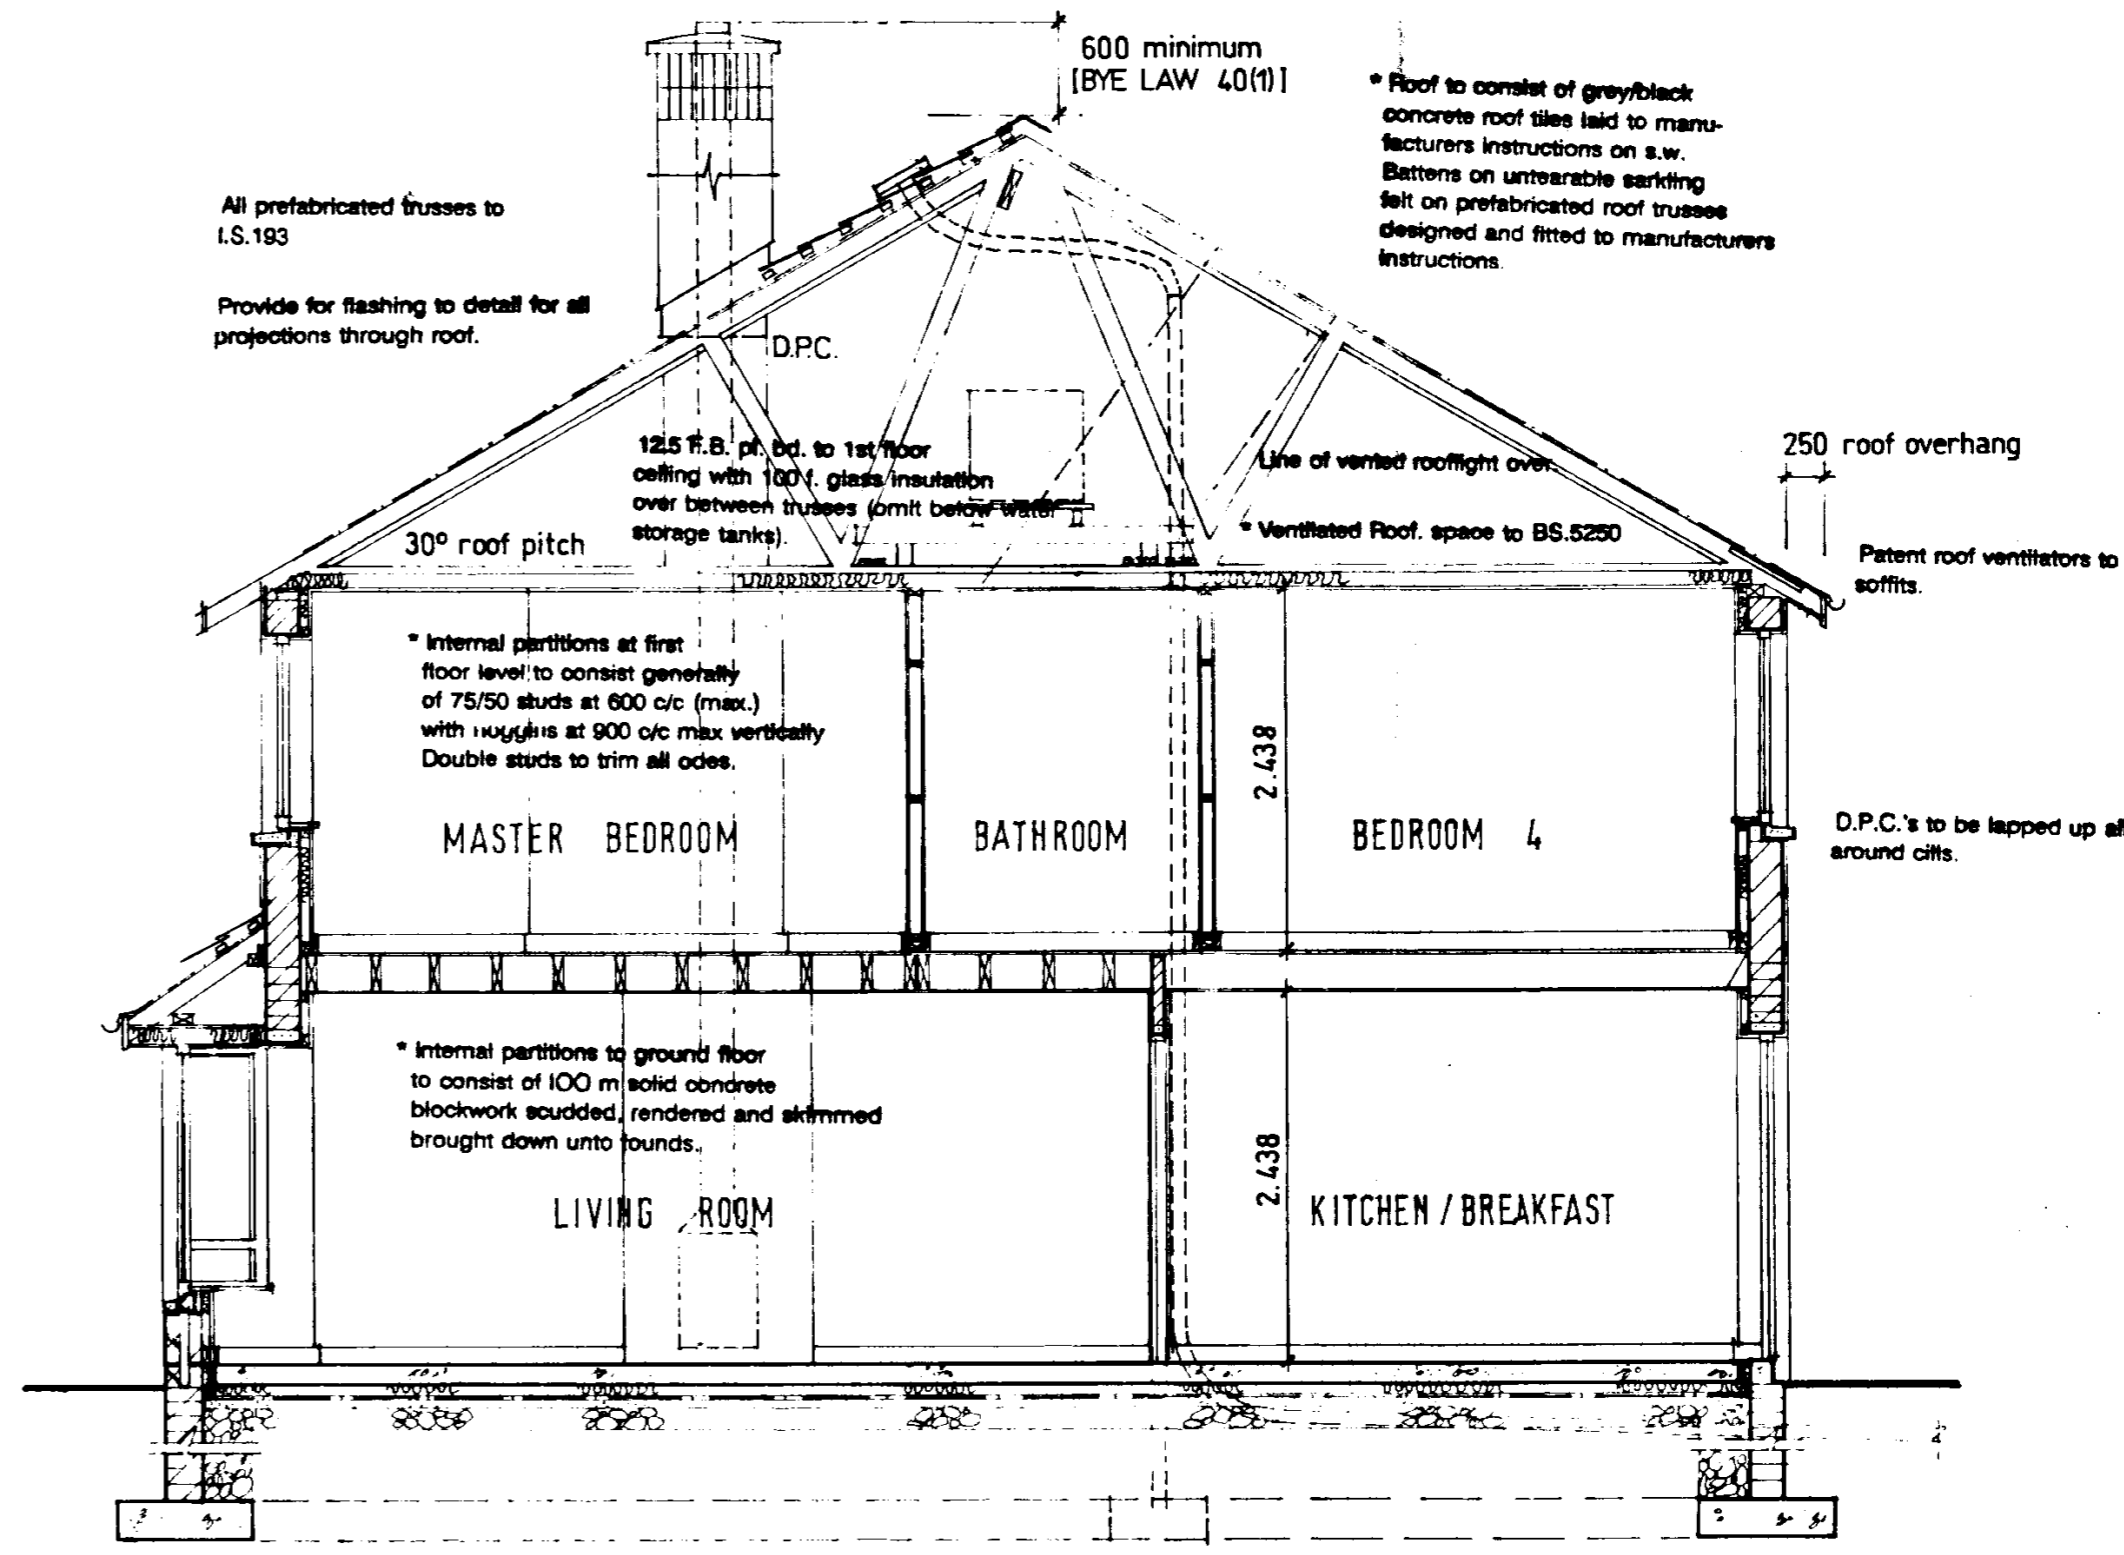 600 minimum
[BYE LAW 40(1)]
* Roof to consist of grey/black
concrete roof tiles laid to manu-
facturers instructions on s.w.
Battens on untearable sarking
felt on prefabricated roof trusses
designed and fitted to manufacturers
instructions.
All prefabricated trusses to
I.S.193
Provide for flashing to detail for all
projections through roof.
D.P.C.
12.5 F.B. pl. bd. to 1st floor
ceiling with 100 f. glass insulation
over between trusses (omit below water
storage tanks).
Line of vented rooflight over.
* Ventilated Roof. space to BS.5250
250 roof overhang
30° roof pitch
Patent roof ventilators to
soffits.
* Internal partitions at first
floor level to consist generally
of 75/50 studs at 600 c/c (max.)
with noggins at 900 c/c max vertically
Double studs to trim all odes.
2.438
MASTER BEDROOM
BATHROOM
BEDROOM 4
D.P.C.'s to be lapped up all
around cills.
* Internal partitions to ground floor
to consist of 100 m solid concrete
blockwork scudded, rendered and skimmed
brought down unto founds.
2.438
LIVING ROOM
KITCHEN / BREAKFAST